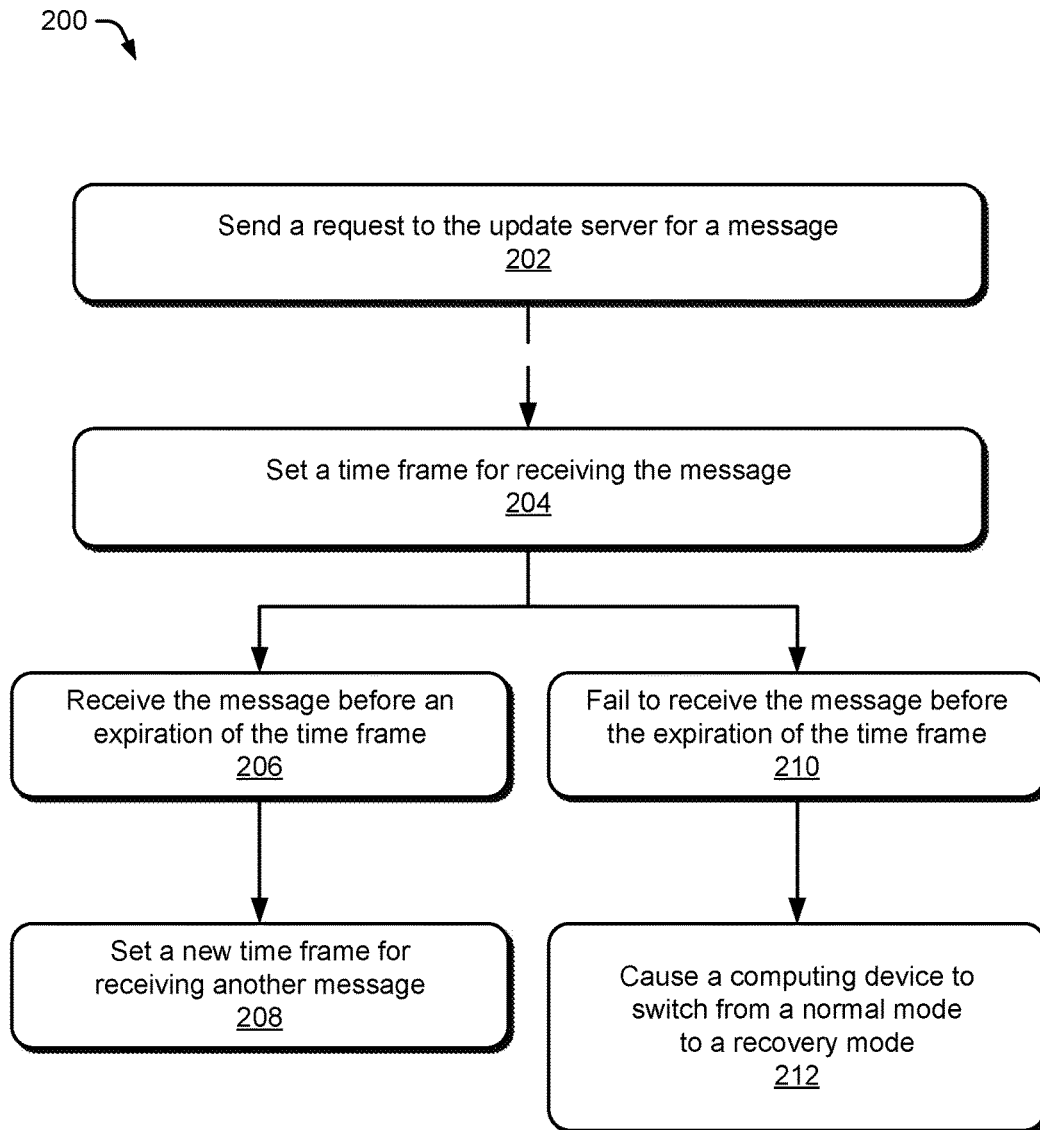 200
Send a request to the update server for a message
202
Set a time frame for receiving the message
204
Receive the message before an
expiration of the time frame
206
Fail to receive the message before
the expiration of the time frame
210
Set a new time frame for
receiving another message
208
Cause a computing device to
switch from a normal mode
to a recovery mode
212